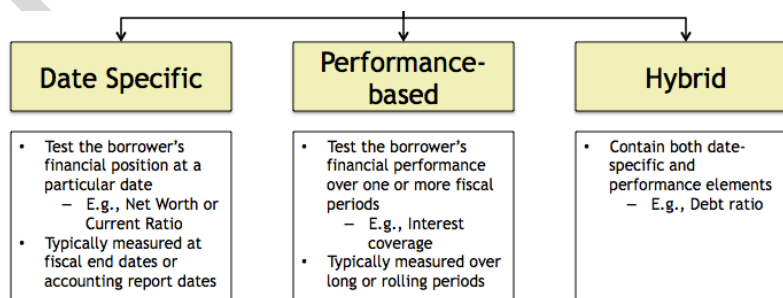 Date Specific
• Test the borrower's
financial position at a
particular date
– E.g., Net Worth or
Current Ratio
• Typically measured at
fiscal end dates or
accounting report dates
Performance-
based
• Test the borrower's
financial performance
over one or more fiscal
periods
– E.g., Interest
coverage
• Typically measured over
long or rolling periods
Hybrid
• Contain both date-
specific and
performance elements
– E.g., Debt ratio